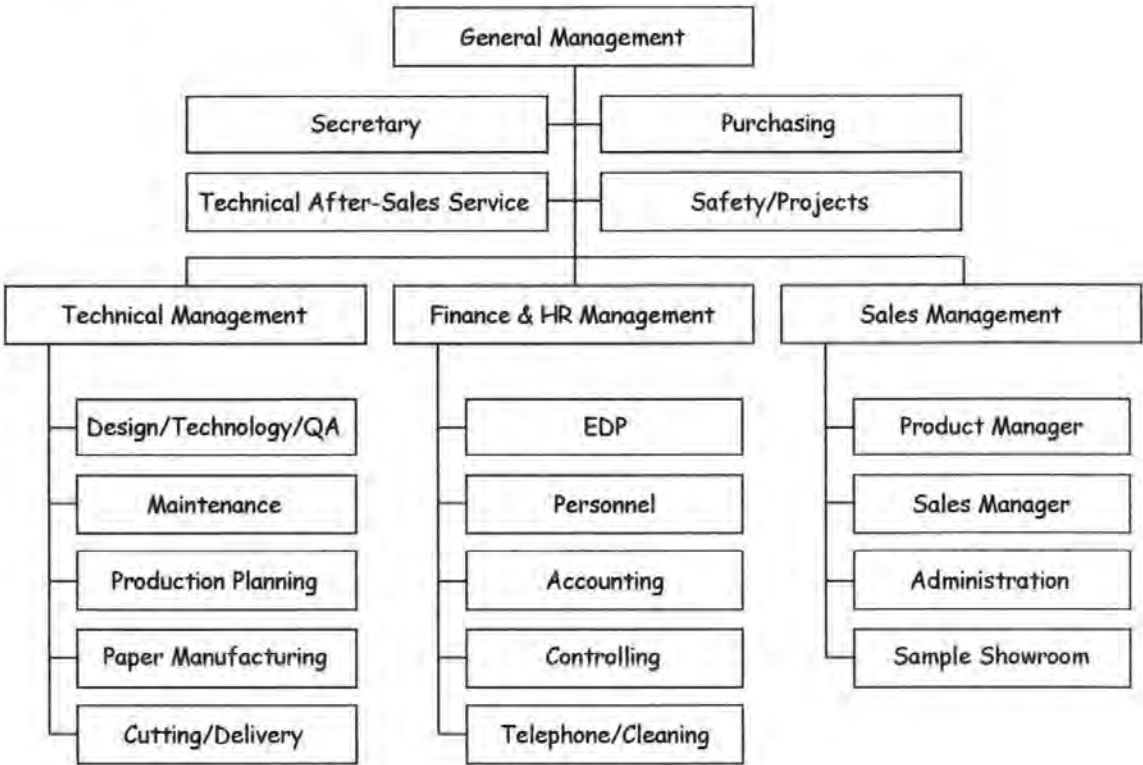 General Management
Secretary
Purchasing
Technical After-Sales Service
Safety/Projects
Technical Management
Finance & HR Management
Sales Management
Design/Technology/QA
EDP
Product Manager
Maintenance
Personnel
Sales Manager
Production Planning
Accounting
Administration
Paper Manufacturing
Controlling
Sample Showroom
Cutting/Delivery
Telephone/Cleaning